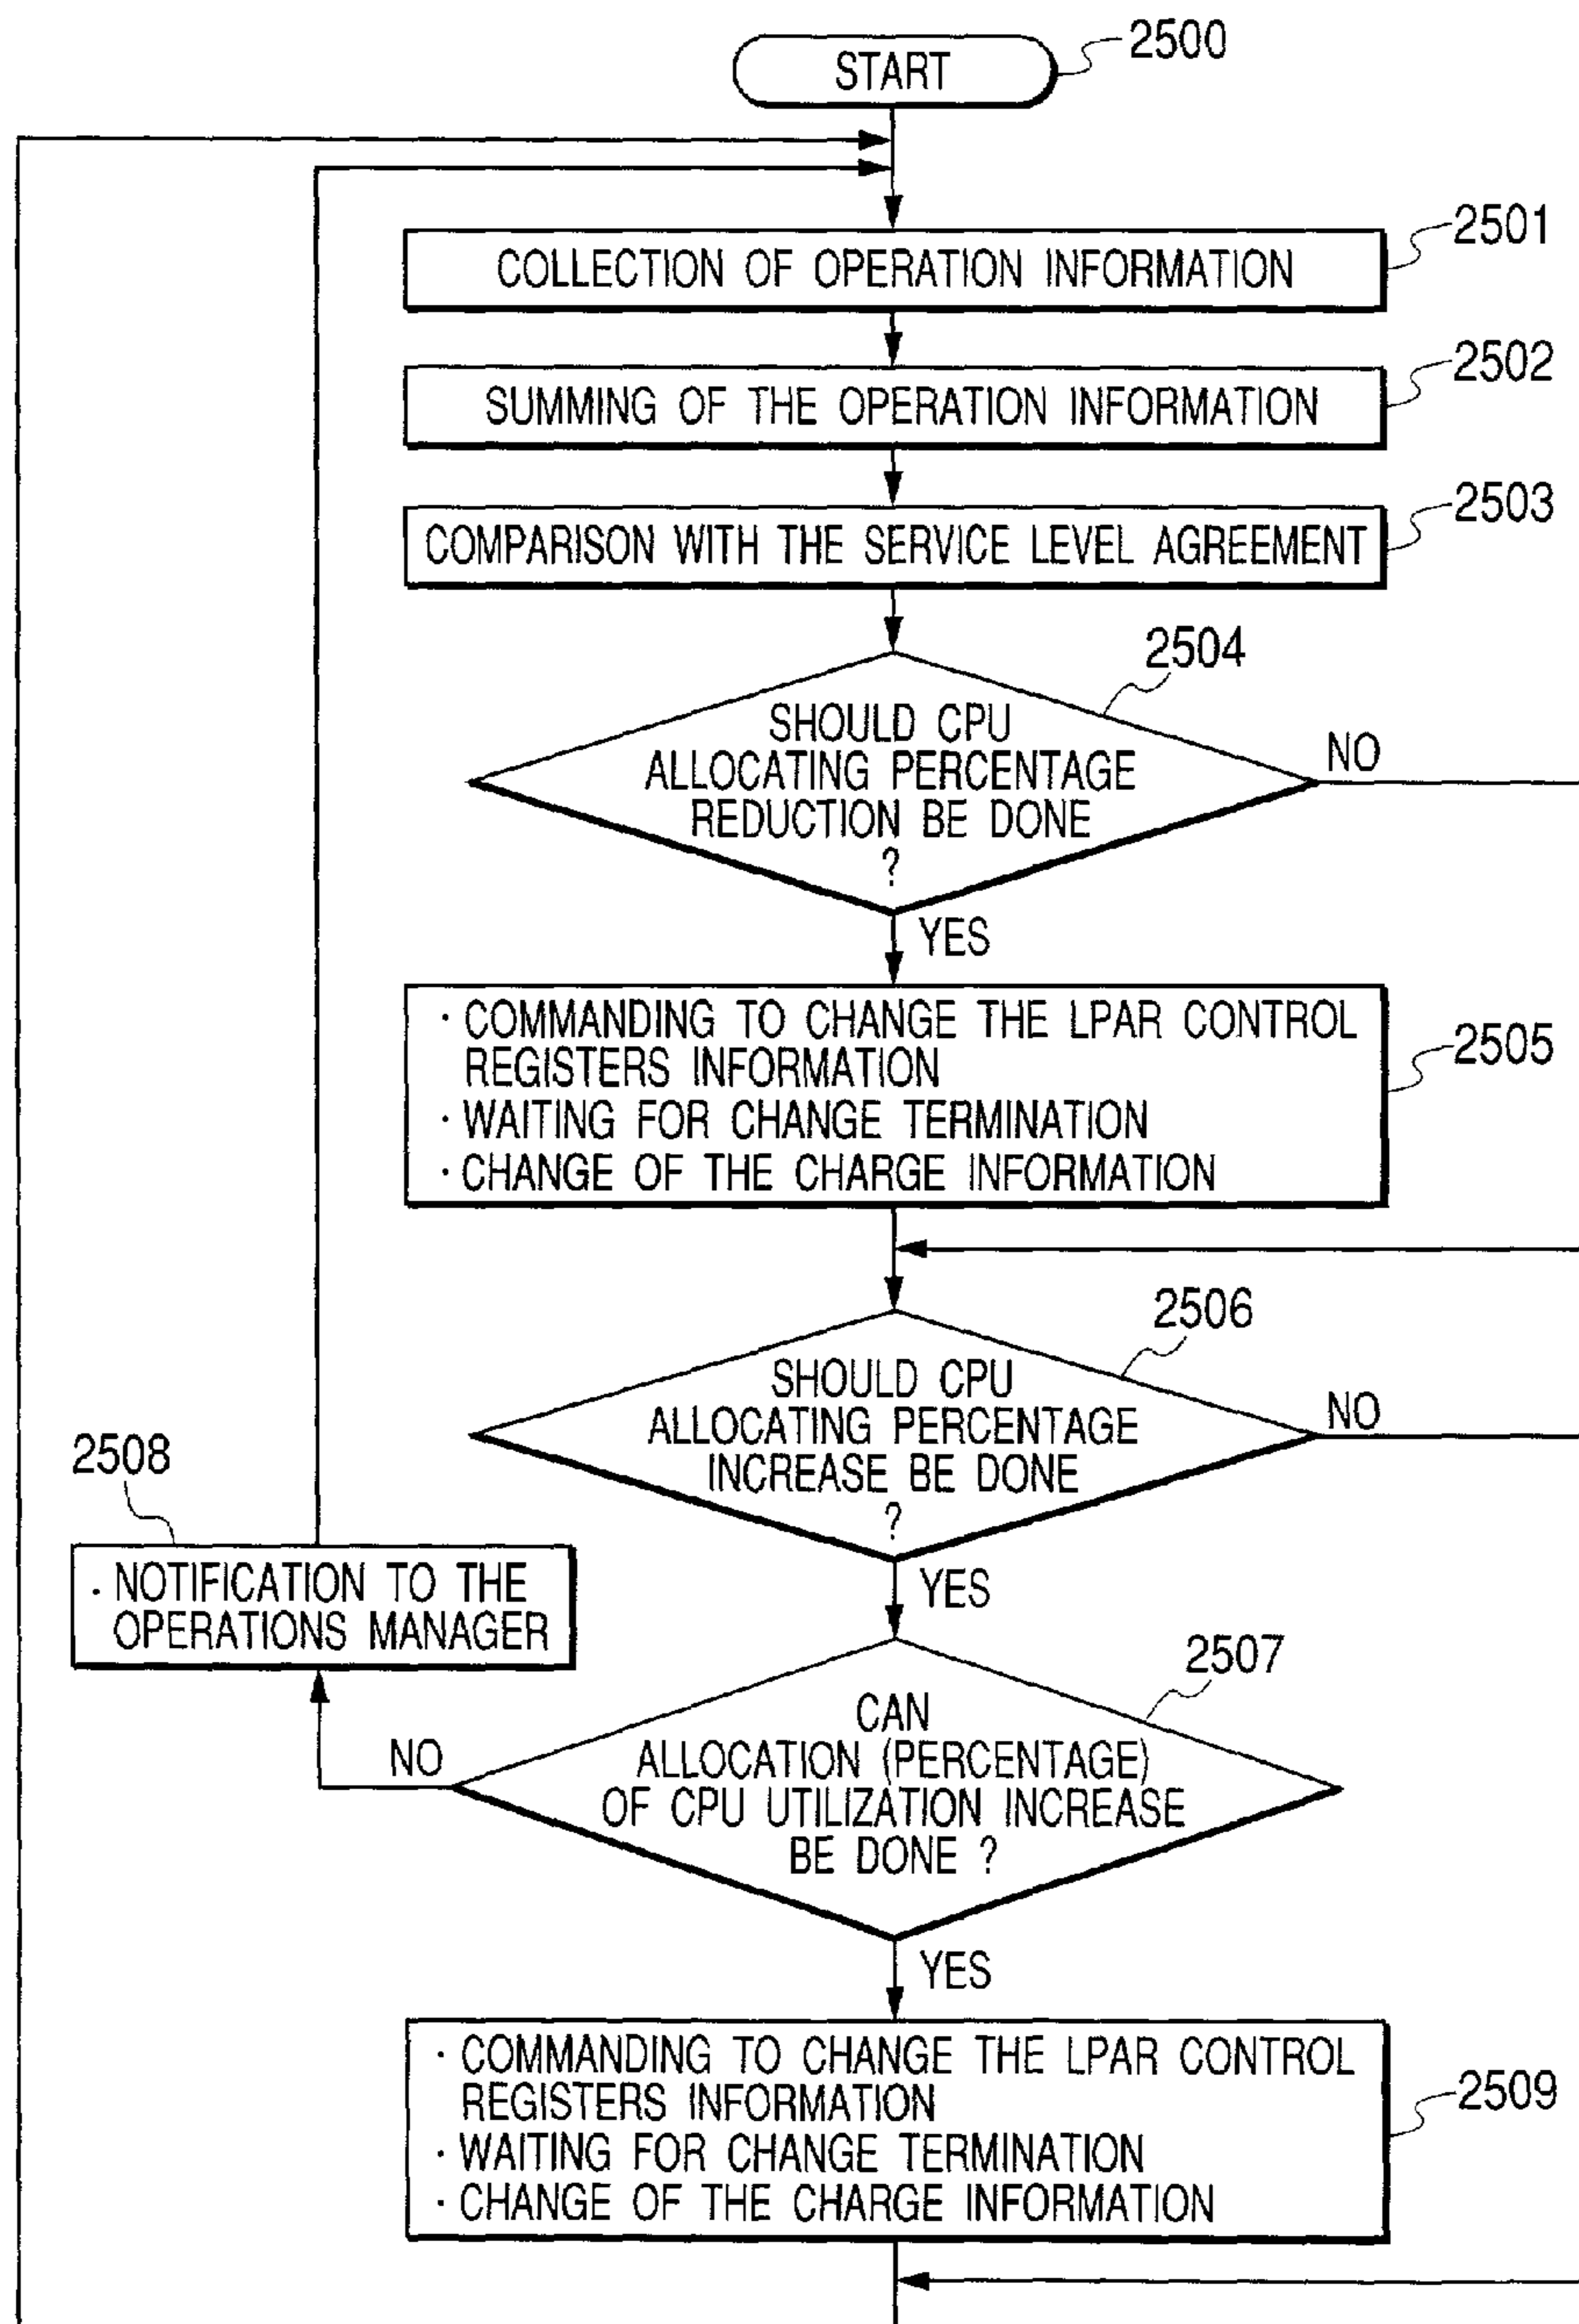 START
2500
COLLECTION OF OPERATION INFORMATION
2501
SUMMING OF THE OPERATION INFORMATION
2502
COMPARISON WITH THE SERVICE LEVEL AGREEMENT
2503
2504
SHOULD CPU
ALLOCATING PERCENTAGE
REDUCTION BE DONE
?
NO
YES
· COMMANDING TO CHANGE THE LPAR CONTROL
REGISTERS INFORMATION
· WAITING FOR CHANGE TERMINATION
· CHANGE OF THE CHARGE INFORMATION
2505
2506
SHOULD CPU
ALLOCATING PERCENTAGE
INCREASE BE DONE
?
NO
YES
2508
· NOTIFICATION TO THE
OPERATIONS MANAGER
2507
CAN
ALLOCATION (PERCENTAGE)
OF CPU UTILIZATION INCREASE
BE DONE ?
NO
YES
· COMMANDING TO CHANGE THE LPAR CONTROL
REGISTERS INFORMATION
· WAITING FOR CHANGE TERMINATION
· CHANGE OF THE CHARGE INFORMATION
2509